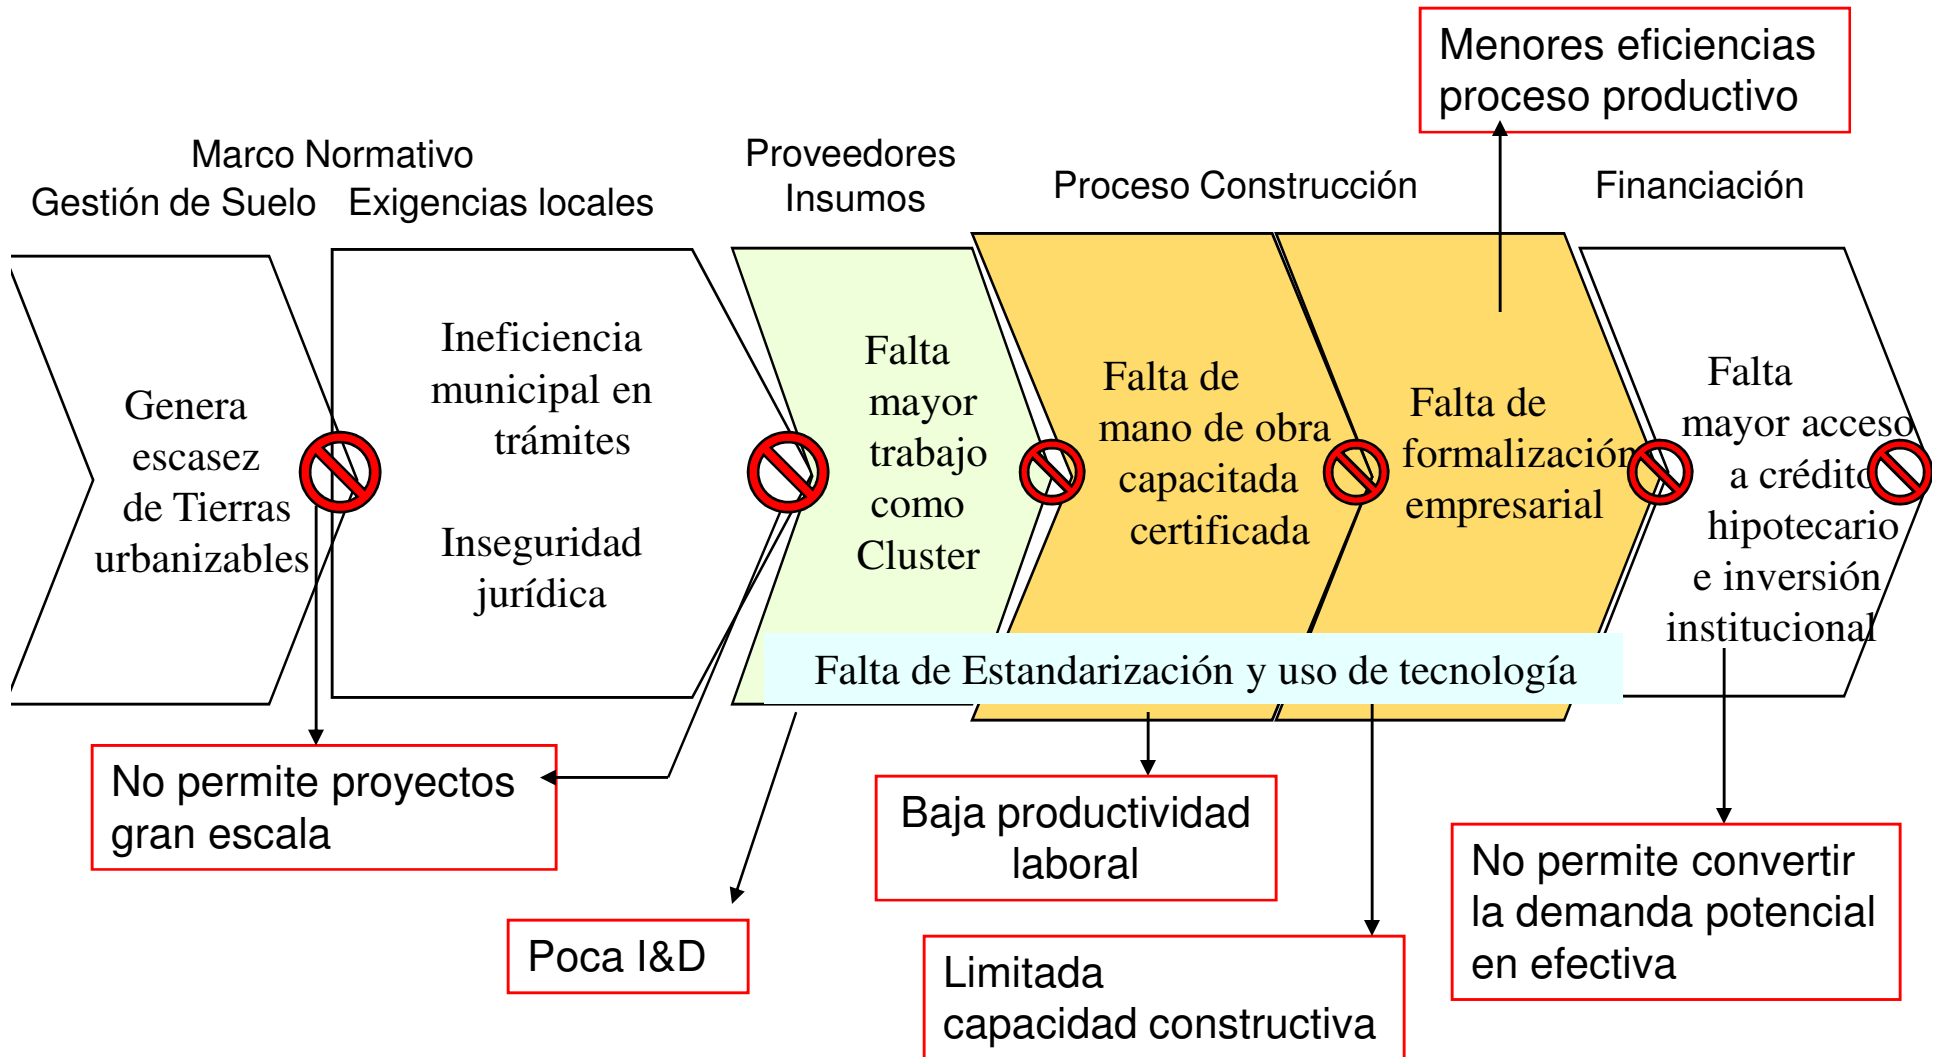 Menores eficiencias
proceso productivo
Marco Normativo
Gestión de Suelo
Exigencias locales
Proveedores
Insumos
Proceso Construcción
Financiación
Genera
escasez
de Tierras
urbanizables
Ineficiencia
municipal en
trámites
Inseguridad
jurídica
Falta
mayor
trabajo
como
Cluster
Falta de
mano de obra
capacitada
certificada
Falta de
formalización
empresarial
Falta
mayor acceso
a crédito
hipotecario
e inversión
institucional
Falta de Estandarización y uso de tecnología
No permite proyectos
gran escala
Poca I&D
Baja productividad
laboral
Limitada
capacidad constructiva
No permite convertir
la demanda potencial
en efectiva